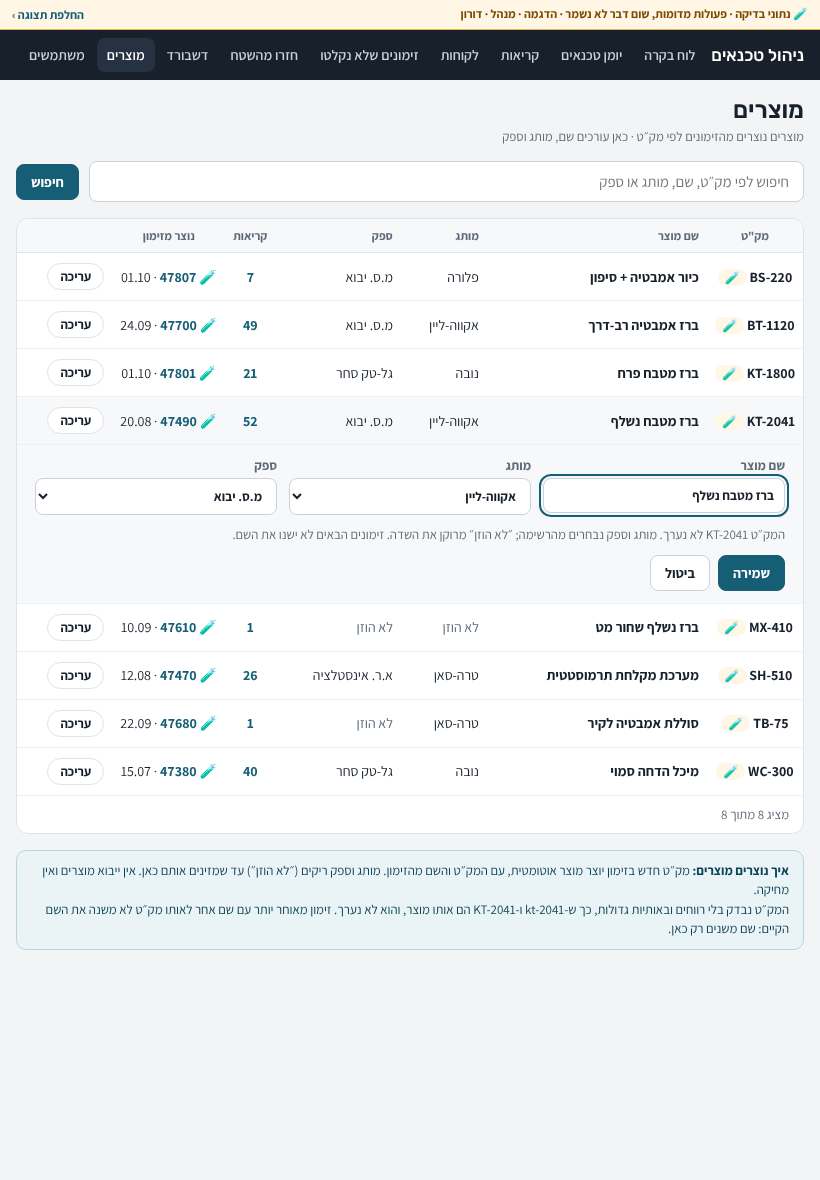 🧪 נתוני בדיקה · פעולות מדומות, שום דבר לא נשמר · הדגמה · מנהל · דורון
החלפת תצוגה ›
ניהול טכנאים לוח בקרה יומן טכנאים קריאות לקוחות זימונים שלא נקלטו חזרו מהשטח דשבורד מוצרים משתמשים
מוצרים
מוצרים נוצרים מהזימונים לפי מק״ט · כאן עורכים שם, מותג וספק
חיפוש לפי מק״ט, שם, מותג או ספק חיפוש
מק"ט שם מוצר מותג ספק קריאות נוצר מזימון
BS-220 🧪 כיור אמבטיה + סיפון פלורה מ.ס. יבוא 7 🧪 47807 · 01.10 עריכה
BT-1120 🧪 ברז אמבטיה רב-דרך אקווה-ליין מ.ס. יבוא 49 🧪 47700 · 24.09 עריכה
KT-1800 🧪 ברז מטבח פרח נובה גל-טק סחר 21 🧪 47801 · 01.10 עריכה
KT-2041 🧪 ברז מטבח נשלף אקווה-ליין מ.ס. יבוא 52 🧪 47490 · 20.08 עריכה
שם מוצר מותג ספק
ברז מטבח נשלף אקווה-ליין מ.ס. יבוא
המק״ט KT-2041 לא נערך. מותג וספק נבחרים מהרשימה; ״לא הוזן״ מרוקן את השדה. זימונים הבאים לא ישנו את השם.
שמירה ביטול
MX-410 🧪 ברז נשלף שחור מט לא הוזן לא הוזן 1 🧪 47610 · 10.09 עריכה
SH-510 🧪 מערכת מקלחת תרמוסטטית טרה-סאן א.ר. אינסטלציה 26 🧪 47470 · 12.08 עריכה
TB-75 🧪 סוללת אמבטיה לקיר טרה-סאן לא הוזן 1 🧪 47680 · 22.09 עריכה
WC-300 🧪 מיכל הדחה סמוי נובה גל-טק סחר 40 🧪 47380 · 15.07 עריכה
מציג 8 מתוך 8
איך נוצרים מוצרים: מק״ט חדש בזימון יוצר מוצר אוטומטית, עם המק״ט והשם מהזימון. מותג וספק ריקים (״לא הוזן״) עד שמזינים אותם כאן. אין ייבוא מוצרים ואין
מחיקה.
המק״ט נבדק בלי רווחים ובאותיות גדולות, כך ש-kt-2041 ו-KT-2041 הם אותו מוצר, והוא לא נערך. זימון מאוחר יותר עם שם אחר לאותו מק״ט לא משנה את השם
הקיים: שם משנים רק כאן.